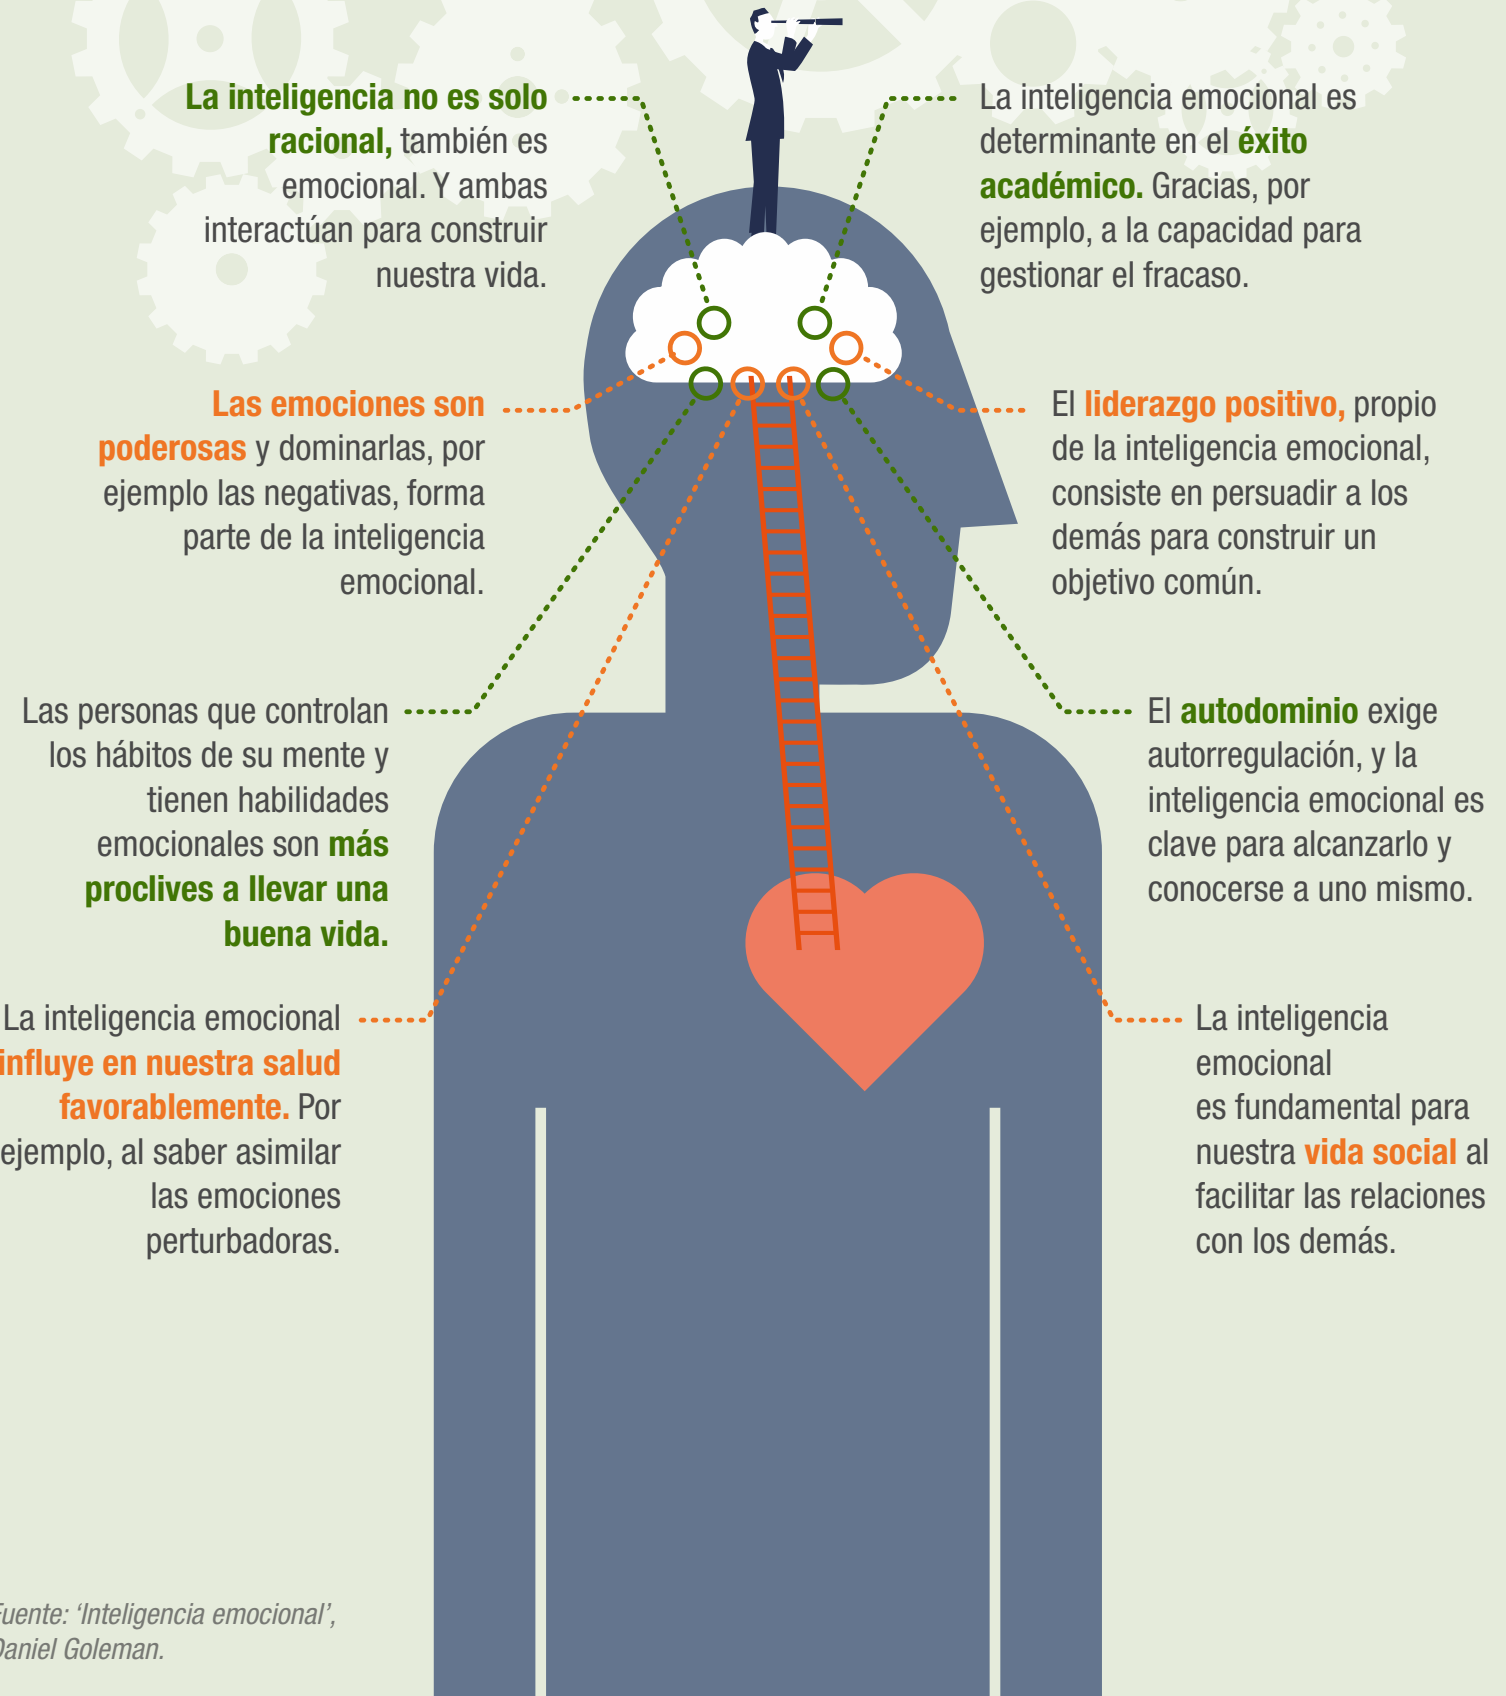 La inteligencia no es solo
racional, también es
emocional. Y ambas
interactúan para construir
nuestra vida.
La inteligencia emocional es
determinante en el éxito
académico. Gracias, por
ejemplo, a la capacidad para
gestionar el fracaso.
Las emociones son
poderosas y dominarlas, por
ejemplo las negativas, forma
parte de la inteligencia
emocional.
El liderazgo positivo, propio
de la inteligencia emocional,
consiste en persuadir a los
demás para construir un
objetivo común.
Las personas que controlan
los hábitos de su mente y
tienen habilidades
emocionales son más
proclives a llevar una
buena vida.
El autodominio exige
autorregulación, y la
inteligencia emocional es
clave para alcanzarlo y
conocerse a uno mismo.
La inteligencia emocional
influye en nuestra salud
favorablemente. Por
ejemplo, al saber asimilar
las emociones
perturbadoras.
La inteligencia
emocional
es fundamental para
nuestra vida social al
facilitar las relaciones
con los demás.
Fuente: ‘Inteligencia emocional’,
Daniel Goleman.